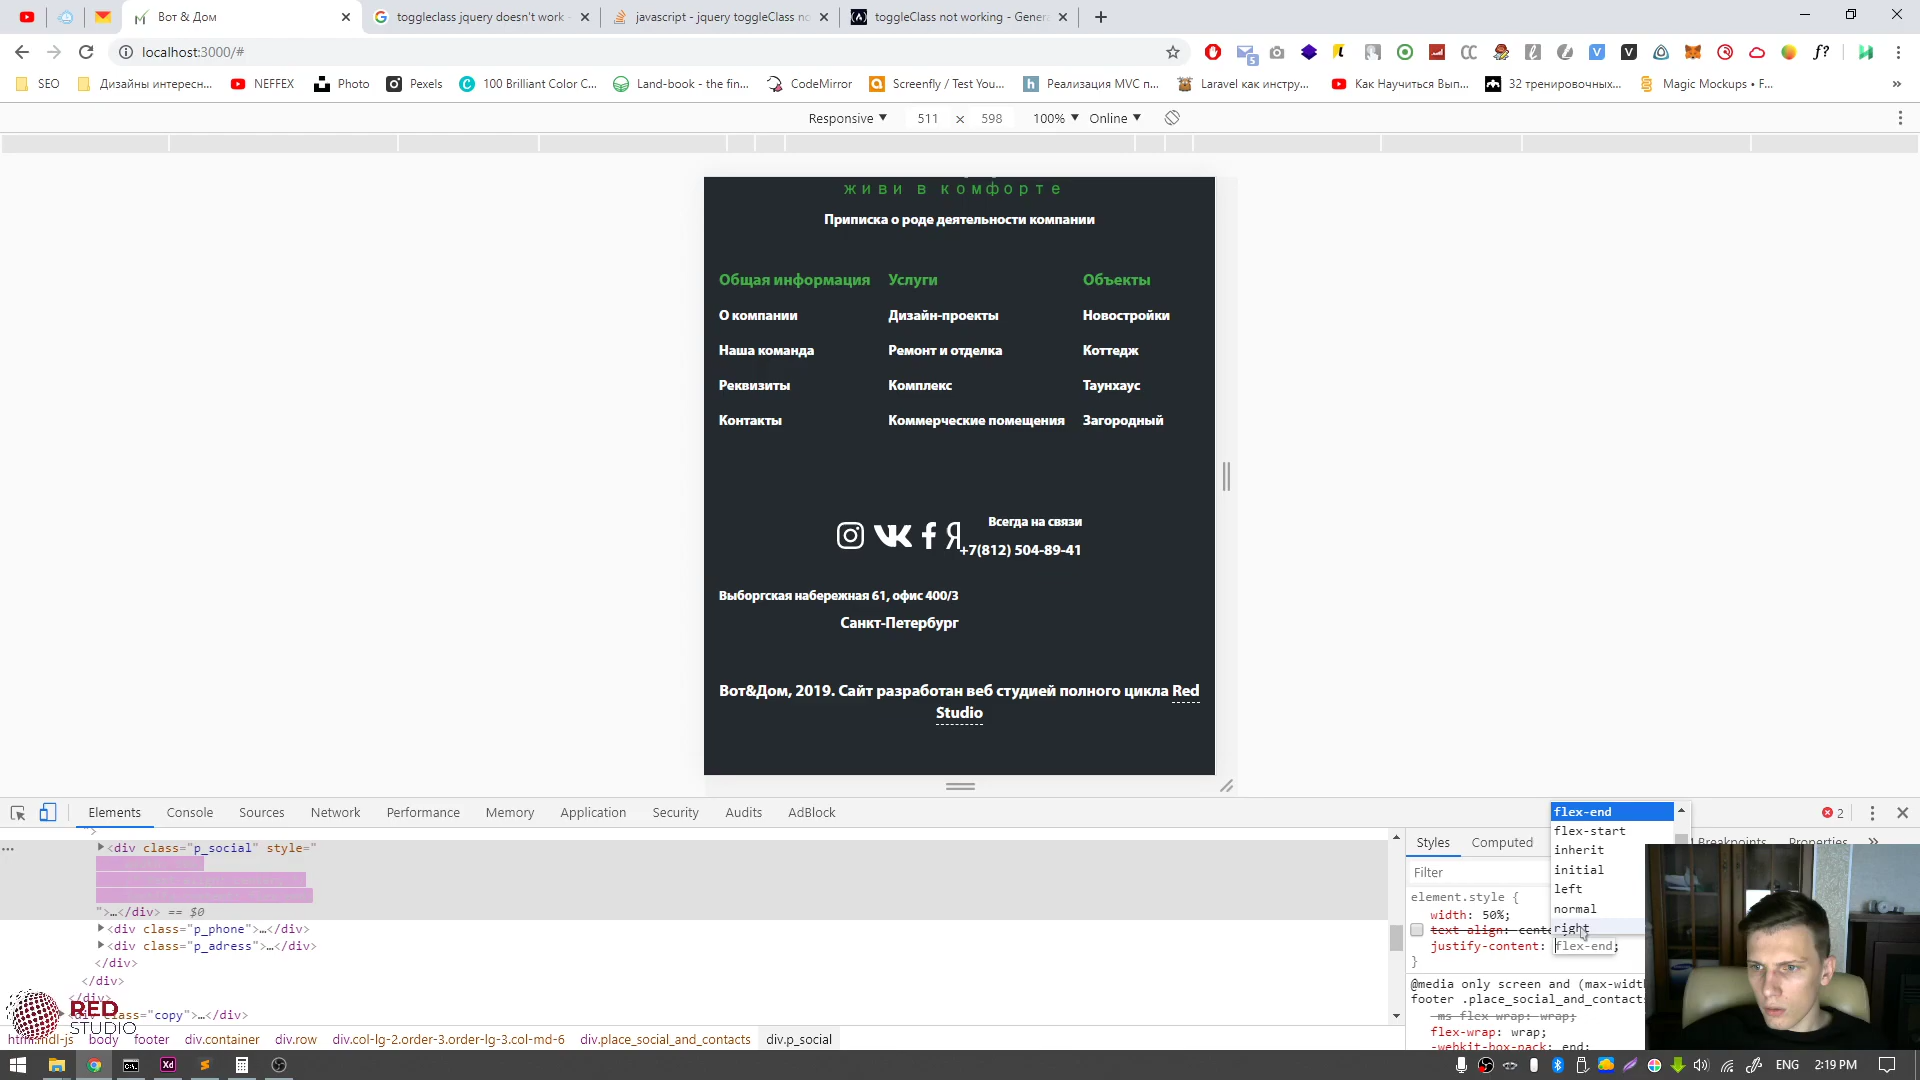 Вот & Дом
toggleclass jquery doesn't work
javascript - jquery toggleClass no
toggleClass not working - Genera
localhost:3000/#
5
f?
SEO
Дизайны интересн...
NEFFEX
Photo
Pexels
100 Brilliant Color C...
Land-book - the fin...
CodeMirror
Screenfly / Test You...
Реализация MVC п...
Laravel как инстру...
Как Научиться Вып...
32 тренировочных...
Magic Mockups • F...
»
Responsive ▼ 511 x 598 100% ▼ Online ▼
живи в комфорте
Приписка о роде деятельности компании
Общая информация Услуги Объекты
О компании Дизайн-проекты Новостройки
Наша команда Ремонт и отделка Коттедж
Реквизиты Комплекс Таунхаус
Контакты Коммерческие помещения Загородный
Всегда на связи
+7(812) 504-89-41
Выборгская набережная 61, офис 400/3
Санкт-Петербург
Вот&Дом, 2019. Сайт разработан веб студией полного цикла Red
Studio
Elements Console Sources Network Performance Memory Application Security Audits AdBlock
2
">
<div class="p_social" style="
">…</div> == $0
<div class="p_phone">…</div>
<div class="p_adress">…</div>
</div>
</div>
</div>
class="copy">…</div>
RED
STUDIO
html.mdl-js body footer div.container div.row div.col-lg-2.order-3.order-lg-3.col-md-6 div.place_social_and_contacts div.p_social
Styles Computed Breakpoints Properties »
Filter
element.style {
width: 50%;
text-align: cente
justify-content: flex-end;
}
flex-end
flex-start
inherit
initial
left
normal
right
@media only screen and (max-width
footer .place_social_and_contacts
-ms-flex-wrap: wrap;
flex-wrap: wrap;
-webkit-box-pack: end;
ENG 2:19 PM